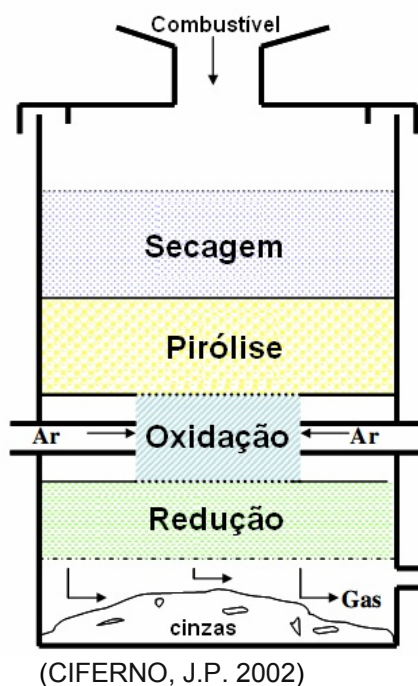 Combustível
Secagem
Pirólise
Ar Oxidação Ar
Redução
Gas
cinzas
(CIFERNO, J.P. 2002)